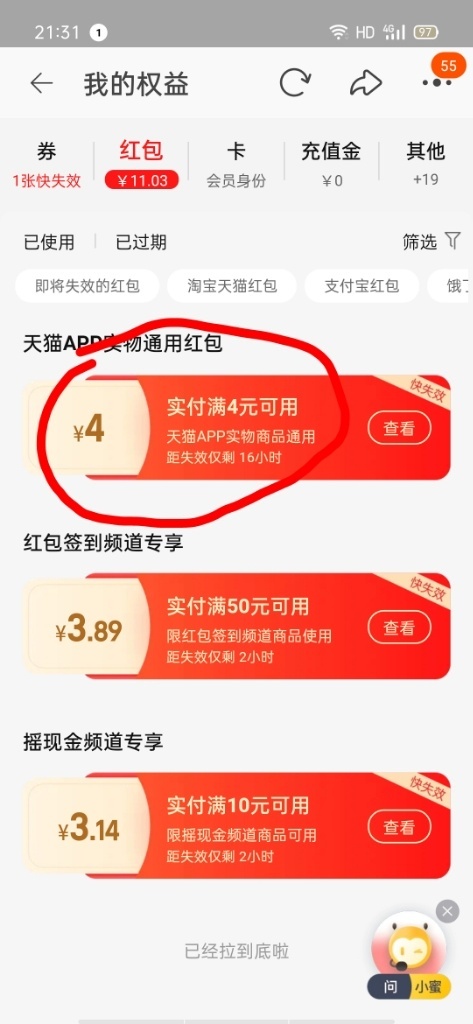 21:31 1 HD 4G 97
我的权益 55
券 红包 卡 充值金 其他
1张快失效 ￥11.03 会员身份 ￥0 +19
已使用 已过期 筛选
即将失效的红包 淘宝天猫红包 支付宝红包 饿了
天猫APP实物通用红包
快失效
实付满4元可用
¥4 查看
天猫APP实物商品通用
距失效仅剩 16小时
红包签到频道专享
快失效
实付满50元可用
¥3.89 查看
限红包签到频道商品使用
距失效仅剩 2小时
摇现金频道专享
快失效
实付满10元可用
¥3.14 查看
限摇现金频道商品可用
距失效仅剩 2小时
已经拉到底啦
问 小蜜